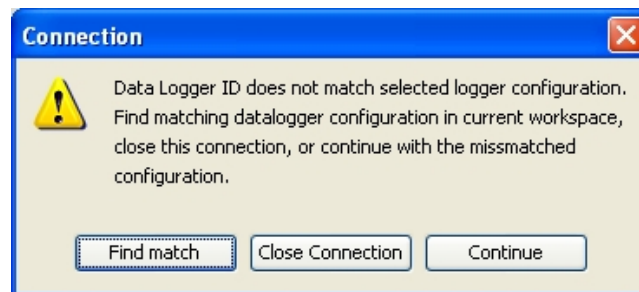 Connection
Data Logger ID does not match selected logger configuration.
Find matching datalogger configuration in current workspace,
close this connection, or continue with the missmatched
configuration.
Find match
Close Connection
Continue